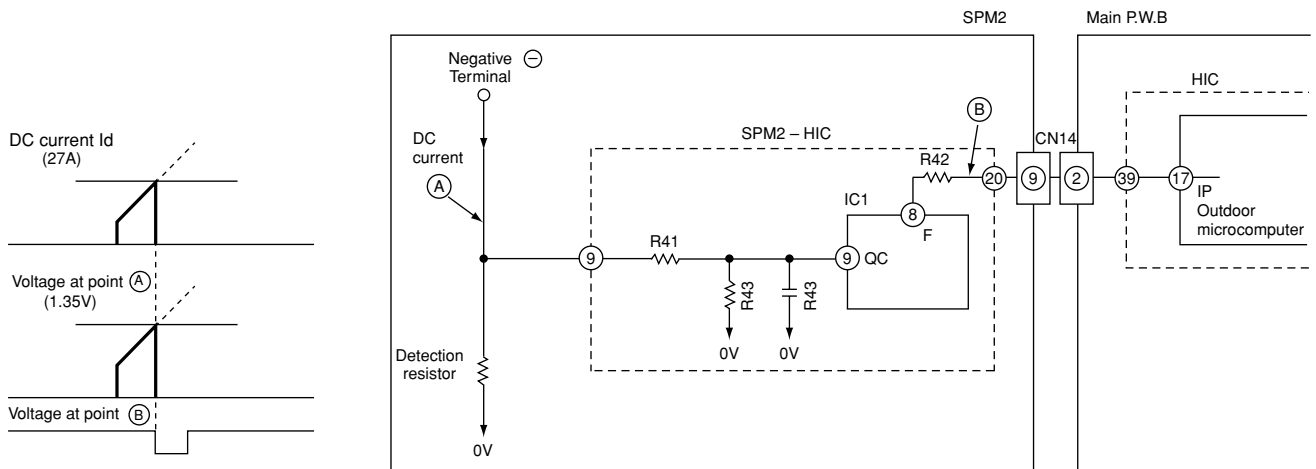 DC current Id
(27A)
Voltage at point A
(1.35V)
Voltage at point B
SPM2
Negative −
Terminal
DC
current
A
Detection
resistor
0V
SPM2 – HIC
9
R41
R43
0V
R43
0V
IC1
9 QC
8
F
R42
B
20
CN14
9
2
Main P.W.B
HIC
39
17
IP
Outdoor
microcomputer